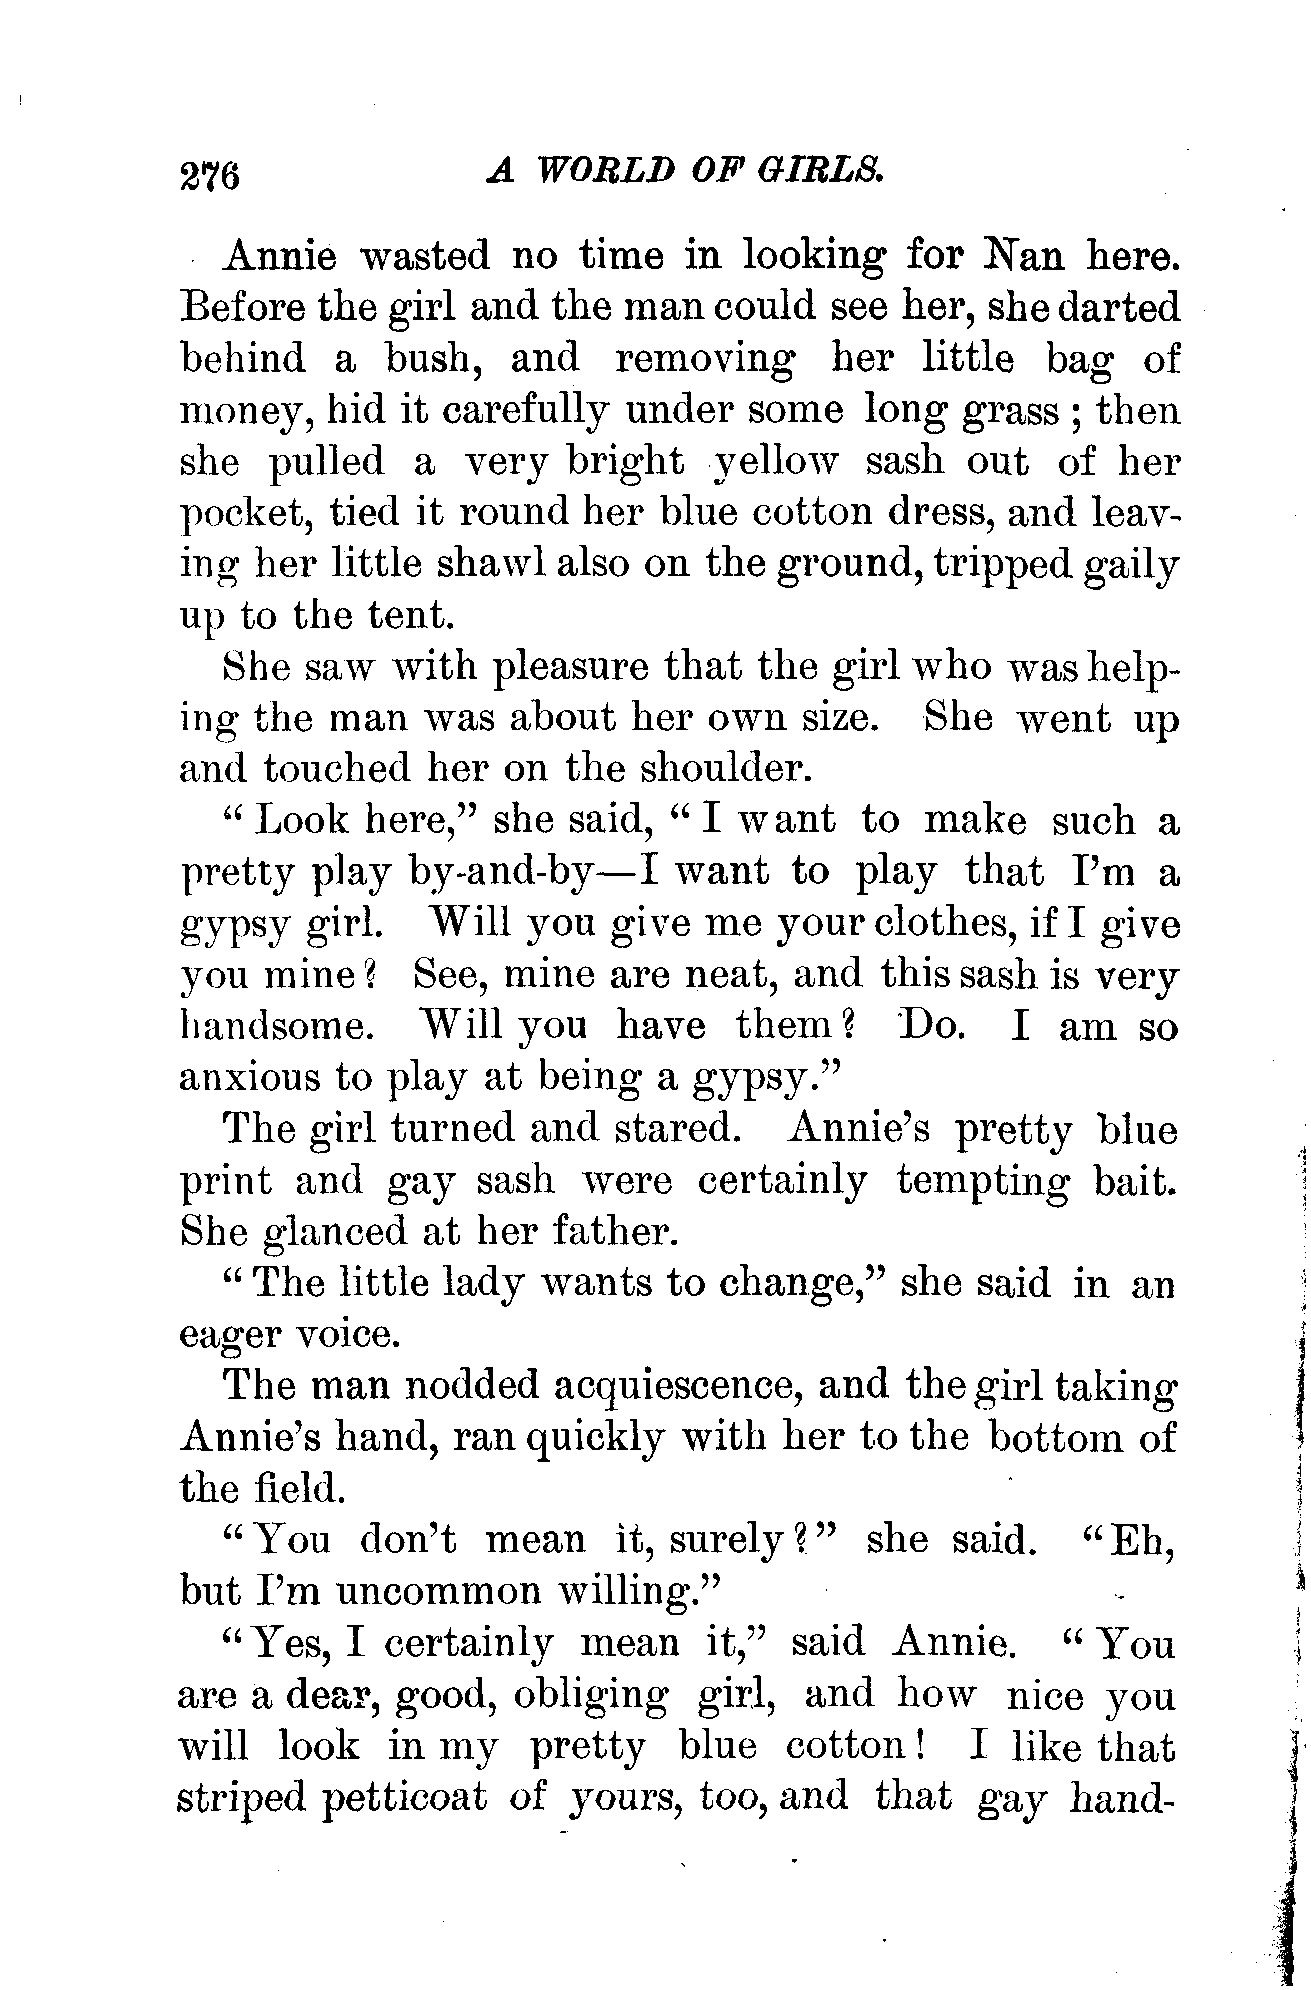 276 A WORLD OF GIRLS.
Annie wasted no time in looking for Nan here.
Before the girl and the man could see her, she darted
behind a bush, and removing her little bag of
money, hid it carefully under some long grass ; then
she pulled a very bright yellow sash out of her
pocket, tied it round her blue cotton dress, and leav-
ing her little shawl also on the ground, tripped gaily
up to the tent.
She saw with pleasure that the girl who was help-
ing the man was about her own size. She went up
and touched her on the shoulder.
“ Look here,” she said, “ I want to make such a
pretty play by-and-by—I want to play that I’m a
gypsy girl. Will you give me your clothes, if I give
you mine ? See, mine are neat, and this sash is very
handsome. Will you have them ? Do. I am so
anxious to play at being a gypsy.”
The girl turned and stared. Annie’s pretty blue
print and gay sash were certainly tempting bait.
She glanced at her father.
“ The little lady wants to change,” she said in an
eager voice.
The man nodded acquiescence, and the girl taking
Annie’s hand, ran quickly with her to the bottom of
the field.
“ You don’t mean it, surely ? ” she said. “ Eh,
but I’m uncommon willing.”
“ Yes, I certainly mean it,” said Annie. “ You
are a dear, good, obliging girl, and how nice you
will look in my pretty blue cotton ! I like that
striped petticoat of yours, too, and that gay hand-